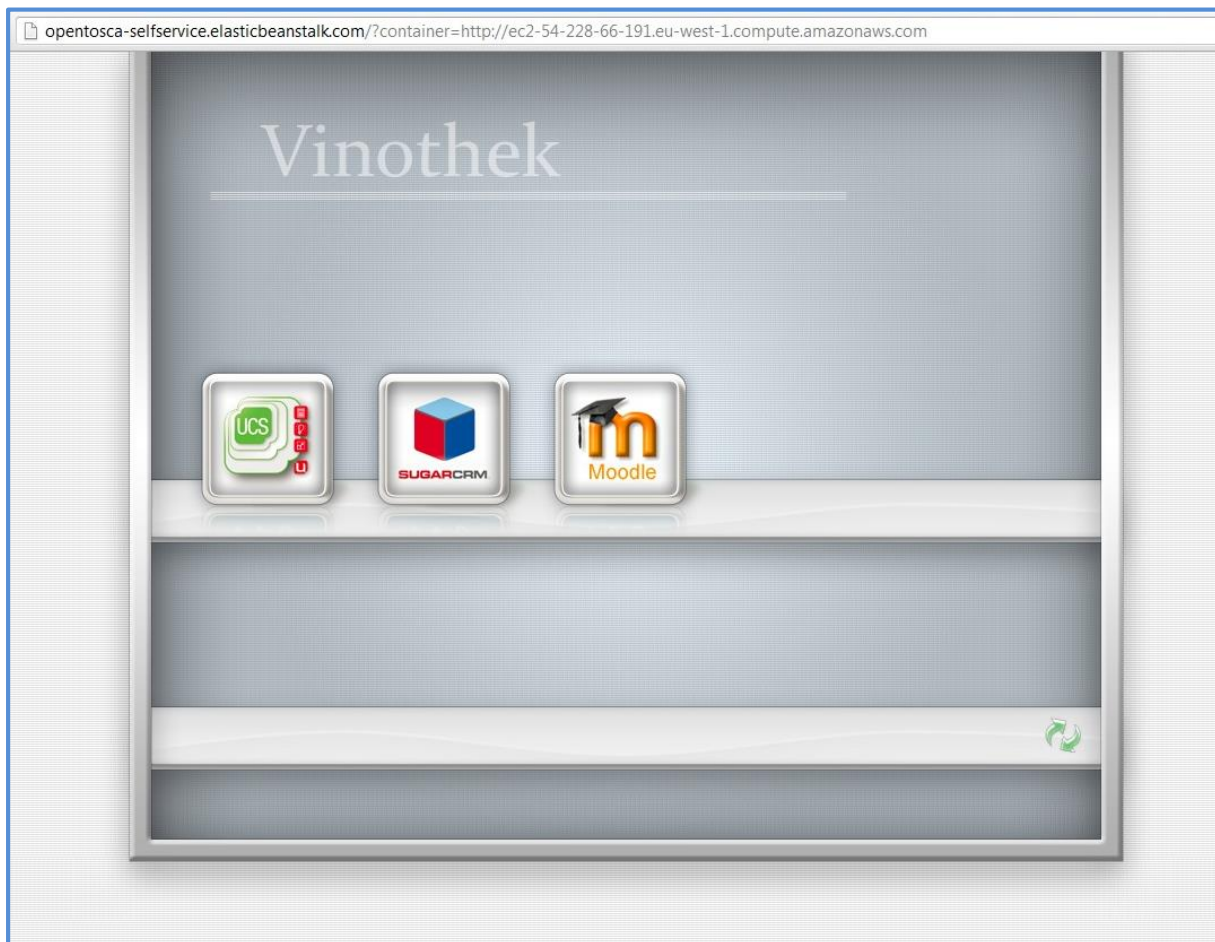 opentosca-selfservice.elasticbeanstalk.com/?container=http://ec2-54-228-66-191.eu-west-1.compute.amazonaws.com
Vinothek
UCS
SUGARCRM
Moodle